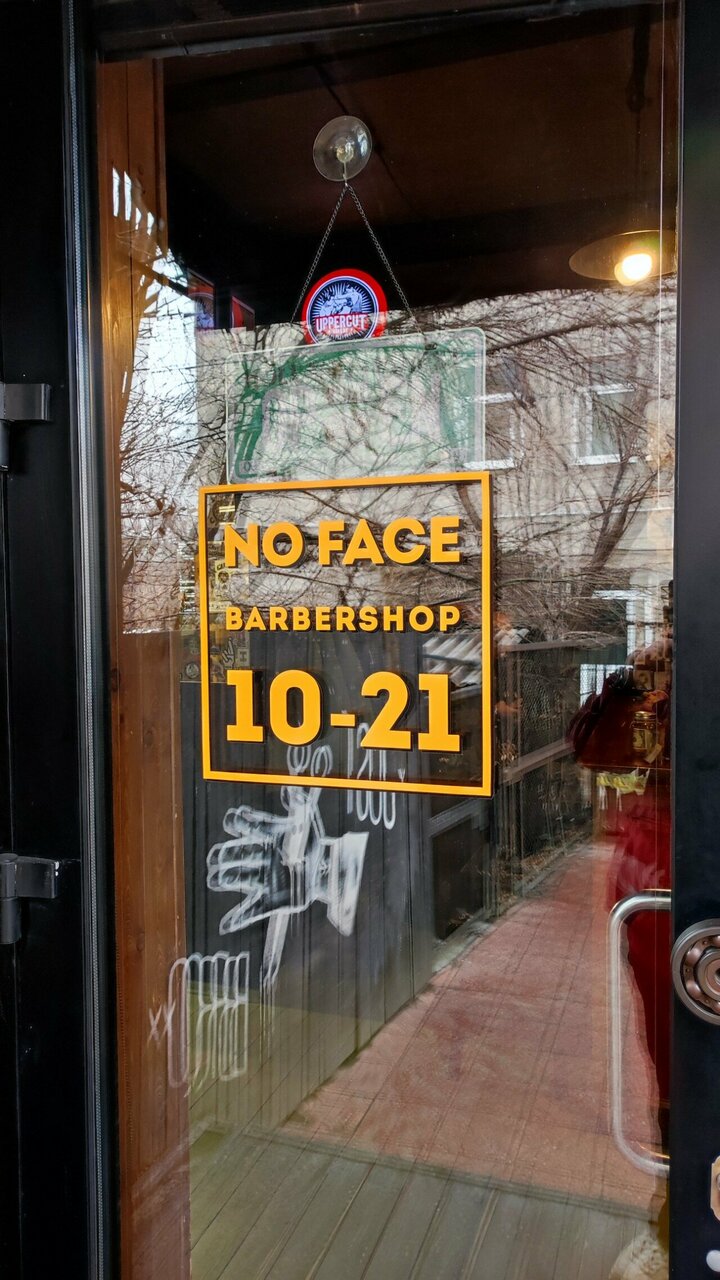 UPPERCUT
NO FACE
BARBERSHOP
10-21